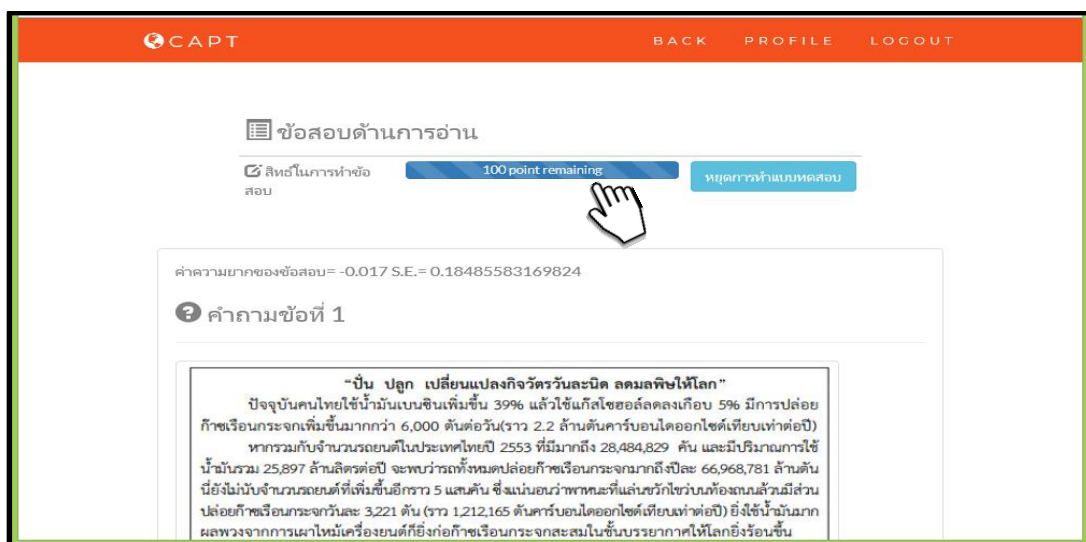 CAPT BACK PROFILE LOGOUT
ข้อสอบด้านการอ่าน
สิทธิ์ในการทำข้อ
สอบ
100 point remaining
หยุดการทำแบบทดสอบ
ค่าความยากของข้อสอบ= -0.017 S.E.= 0.18485583169824
คำถามข้อที่ 1
“ปั่น ปลูก เปลี่ยนแปลงกิจวัตรวันละนิด ลดมลพิษให้โลก”
ปัจจุบันคนไทยใช้น้ำมันเบนซินเพิ่มขึ้น 39% แล้วใช้แก๊สโซฮอล์ลดลงเกือบ 5% มีการปล่อย
ก๊าซเรือนกระจกเพิ่มขึ้นมากกว่า 6,000 ตันต่อวัน(ราว 2.2 ล้านตันคาร์บอนไดออกไซด์เทียบเท่าต่อปี)
หากรวมกับจำนวนรถยนต์ในประเทศไทยปี 2553 ที่มีมากถึง 28,484,829 คัน และมีปริมาณการใช้
น้ำมันรวม 25,897 ล้านลิตรต่อปี จะพบว่ารถทั้งหมดปล่อยก๊าซเรือนกระจกมากถึงปีละ 66,968,781 ล้านตัน
นี่ยังไม่นับจำนวนรถยนต์ที่เพิ่มขึ้นอีกราว 5 แสนคัน ซึ่งแน่นอนว่าพาหนะที่แล่นขวักไขว่บนท้องถนนล้วนมีส่วน
ปล่อยก๊าซเรือนกระจกวันละ 3,221 ตัน (ราว 1,212,165 ตันคาร์บอนไดออกไซด์เทียบเท่าต่อปี) ยิ่งใช้น้ำมันมาก
ผลพวงจากการเผาไหม้เครื่องยนต์ก็ยิ่งก่อก๊าซเรือนกระจกสะสมในชั้นบรรยากาศให้โลกยิ่งร้อนขึ้น